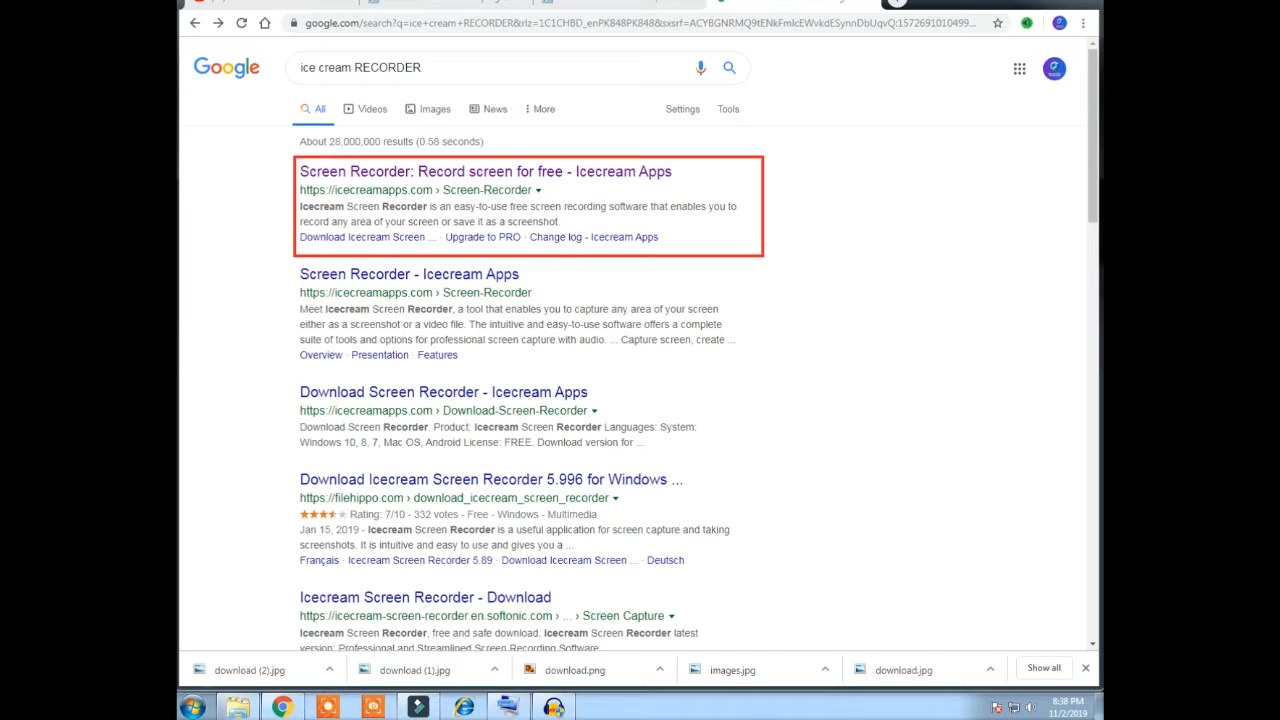 google.com/search?q=ice+cream+RECORDER&rlz=1C1CHBD_enPK848PK848&sxsrf=ACYBGNRMQ9tENkFmlcEWvkdESynnDbUqvQ:1572691010499...
Google
ice cream RECORDER
All Videos Images News More Settings Tools
About 28,000,000 results (0.58 seconds)
Screen Recorder: Record screen for free - Icecream Apps
https://icecreamapps.com › Screen-Recorder
Icecream Screen Recorder is an easy-to-use free screen recording software that enables you to
record any area of your screen or save it as a screenshot.
Download Icecream Screen ... · Upgrade to PRO · Change log - Icecream Apps
Screen Recorder - Icecream Apps
https://icecreamapps.com › Screen-Recorder
Meet Icecream Screen Recorder, a tool that enables you to capture any area of your screen
either as a screenshot or a video file. The intuitive and easy-to-use software offers a complete
suite of tools and options for professional screen capture with audio. ... Capture screen, create ...
Overview · Presentation · Features
Download Screen Recorder - Icecream Apps
https://icecreamapps.com › Download-Screen-Recorder
Download Screen Recorder. Product: Icecream Screen Recorder Languages: System:
Windows 10, 8, 7, Mac OS, Android License: FREE. Download version for ...
Download Icecream Screen Recorder 5.996 for Windows ...
https://filehippo.com › download_icecream_screen_recorder
Rating: 7/10 - 332 votes - Free - Windows - Multimedia
Jan 15, 2019 - Icecream Screen Recorder is a useful application for screen capture and taking
screenshots. It is intuitive and easy to use and gives you a ...
Français · Icecream Screen Recorder 5.89 · Download Icecream Screen ... · Deutsch
Icecream Screen Recorder - Download
https://icecream-screen-recorder.en.softonic.com › ... › Screen Capture
Icecream Screen Recorder, free and safe download. Icecream Screen Recorder latest
version: Professional and Streamlined Screen Recording Software.
download (2).jpg download (1).jpg download.png images.jpg download.jpg Show all
8:38 PM
11/2/2019